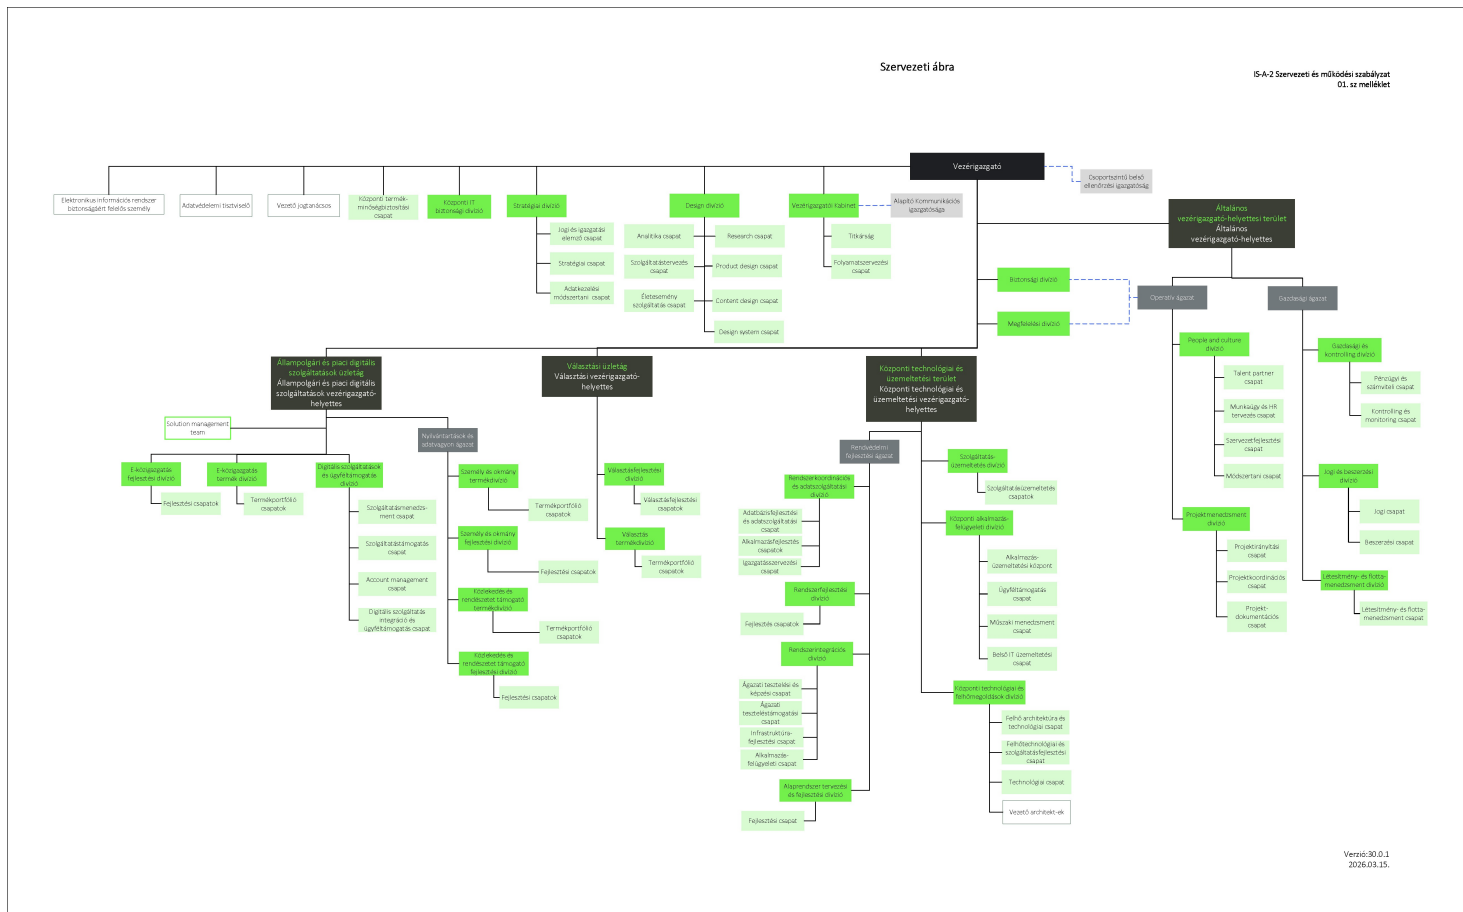 Szervezeti ábra
IS-A-2 Szervezeti és működési szabályzat
01. sz melléklet
Vezérigazgató
Csoportszintű belső
ellenőrzési igazgatóság
Elektronikus információs rendszer
biztonságáért felelős személy
Adatvédelemi tisztviselő
Vezető jogtanácsos
Központi termék-
minőségbiztosítási
csapat
Központi IT
biztonsági divízió
Stratégiai divízió
Jogi és igazgatási
elemző csapat
Stratégiai csapat
Adatkezelési
módszertani csapat
Design divízió
Analitika csapat
Research csapat
Szolgáltatástervezés
csapat
Product design csapat
Életesemény
szolgáltatás csapat
Content design csapat
Design system csapat
Vezérigazgatói Kabinet
Alapító Kommunikációs
igazgatósága
Titkárság
Folyamatszervezési
csapat
Általános
vezérigazgató-helyettesi terület
Általános
vezérigazgató-helyettes
Biztonsági divízió
Megfelelési divízió
Operatív ágazat
Gazdasági ágazat
People and culture
divízió
Talent partner
csapat
Munkaügy és HR
tervezés csapat
Szervezetfejlesztési
csapat
Módszertani csapat
Projektmenedzsment
divízió
Projektirányítási
csapat
Projektkoordinációs
csapat
Projekt-
dokumentációs
csapat
Gazdasági és
kontrolling divízió
Pénzügyi és
számviteli csapat
Kontrolling és
monitoring csapat
Jogi és beszerzési
divízió
Jogi csapat
Beszerzési csapat
Létesítmény- és flotta-
menedzsment divízió
Létesítmény- és flotta-
menedzsment csapat
Állampolgári és piaci digitális
szolgáltatások üzletág
Állampolgári és piaci digitális
szolgáltatások vezérigazgató-
helyettes
Solution management
team
Nyilvántartások és
adatvagyon ágazat
E-közigazgatás
fejlesztési divízió
Fejlesztési csapatok
E-közigazgatás
termék divízió
Termékportfólió
csapatok
Digitális szolgáltatások
és ügyféltámogatás
divízió
Szolgáltatásmenedzs-
ment csapat
Szolgáltatástámogatás
csapat
Account management
csapat
Digitális szolgáltatás
integráció és
ügyféltámogatás csapat
Személy és okmány
termékdivízió
Termékportfólió
csapatok
Személy és okmány
fejlesztési divízió
Fejlesztési csapatok
Közlekedés és
rendészetet támogató
termékdivízió
Termékportfólió
csapatok
Közlekedés és
rendészetet támogató
fejlesztési divízió
Fejlesztési csapatok
Választási üzletág
Választási vezérigazgató-
helyettes
Választásfejlesztési
divízió
Választásfejlesztési
csapatok
Választás
termékdivízió
Termékportfólió
csapatok
Központi technológiai és
üzemeltetési terület
Központi technológiai és
üzemeltetési vezérigazgató-
helyettes
Rendvédelmi
fejlesztési ágazat
Rendszerkoordinációs
és adatszolgáltatási
divízió
Adatbázisfejlesztési
és adatszolgáltatási
csapat
Alkalmazásfejlesztés
csapatok
Igazgatásszervezési
csapat
Rendszerfejlesztési
divízió
Fejlesztés csapatok
Rendszerintegrációs
divízió
Ágazati tesztelési és
képzési csapat
Ágazati
teszteléstámogatási
csapat
Infrastruktúra-
fejlesztési csapat
Alkalmazás-
felügyeleti csapat
Alaprendszer tervezési
és fejlesztési divízió
Fejlesztési csapat
Szolgáltatás-
üzemeltetés divízió
Szolgáltatásüzemeltetés
csapatok
Központi alkalmazás-
felügyeleti divízió
Alkalmazás-
üzemeltetési központ
Ügyféltámogatás
csapat
Műszaki menedzsment
csapat
Belső IT üzemeltetési
csapat
Központi technológiai és
felhőmegoldások divízió
Felhő architektúra és
technológiai csapat
Felhőtechnológiai és
szolgáltatásfejlesztési
csapat
Technológiai csapat
Vezető architekt-ek
Verzió:30.0.1
2026.03.15.